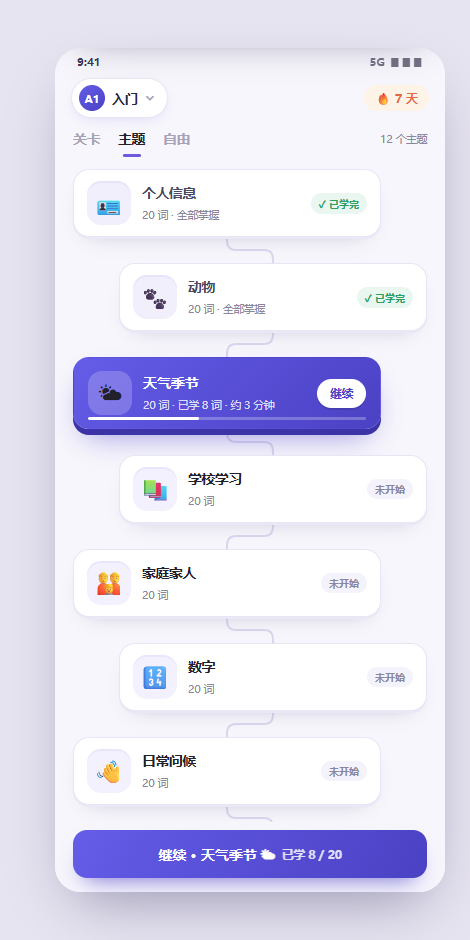 9:41
5G
A1 入门
7 天
关卡 主题 自由
12 个主题
个人信息
20 词 · 全部掌握
✓ 已学完
动物
20 词 · 全部掌握
✓ 已学完
天气季节
20 词 · 已学 8 词 · 约 3 分钟
继续
学校学习
20 词
未开始
家庭家人
20 词
未开始
1 2
3 4
数字
20 词
未开始
日常问候
20 词
未开始
继续 • 天气季节 已学 8 / 20